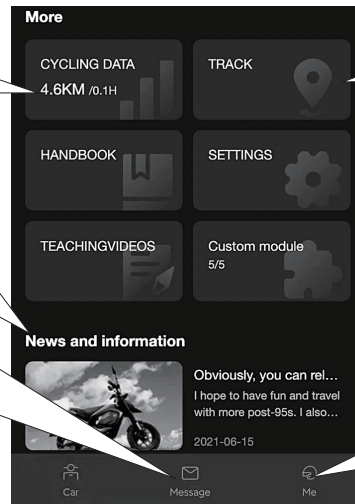 More
CYCLING DATA
4.6KM /0.1H
TRACK
HANDBOOK
SETTINGS
TEACHINGVIDEOS
Custom module
5/5
News and information
Obviously, you can rel...
I hope to have fun and travel
with more post-95s. I also...
2021-06-15
Car
Message
Me